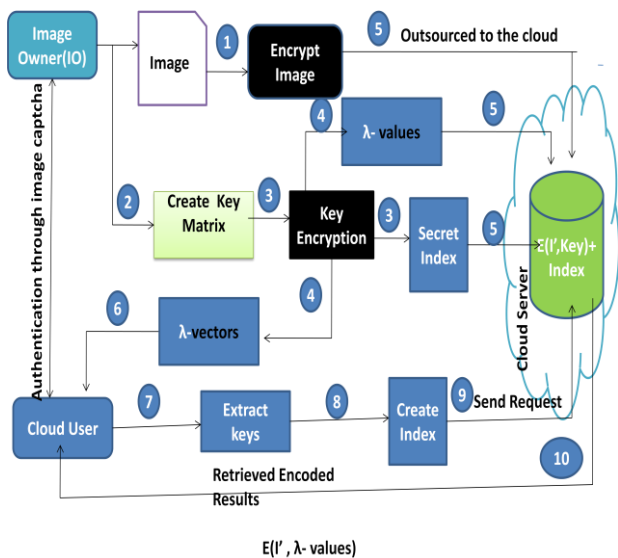 Image
Owner(IO)
Image
1
Encrypt
Image
5
Outsourced to the cloud
4
λ- values
5
2
Create Key
Matrix
3
Key
Encryption
3
Secret
Index
5
E(I',Key)+
Index
Cloud Server
Authentication through image captcha
4
6
λ-vectors
Cloud User
7
Extract
keys
8
Create
Index
9
Send Request
10
Retrieved Encoded
Results
E(I' , λ- values)